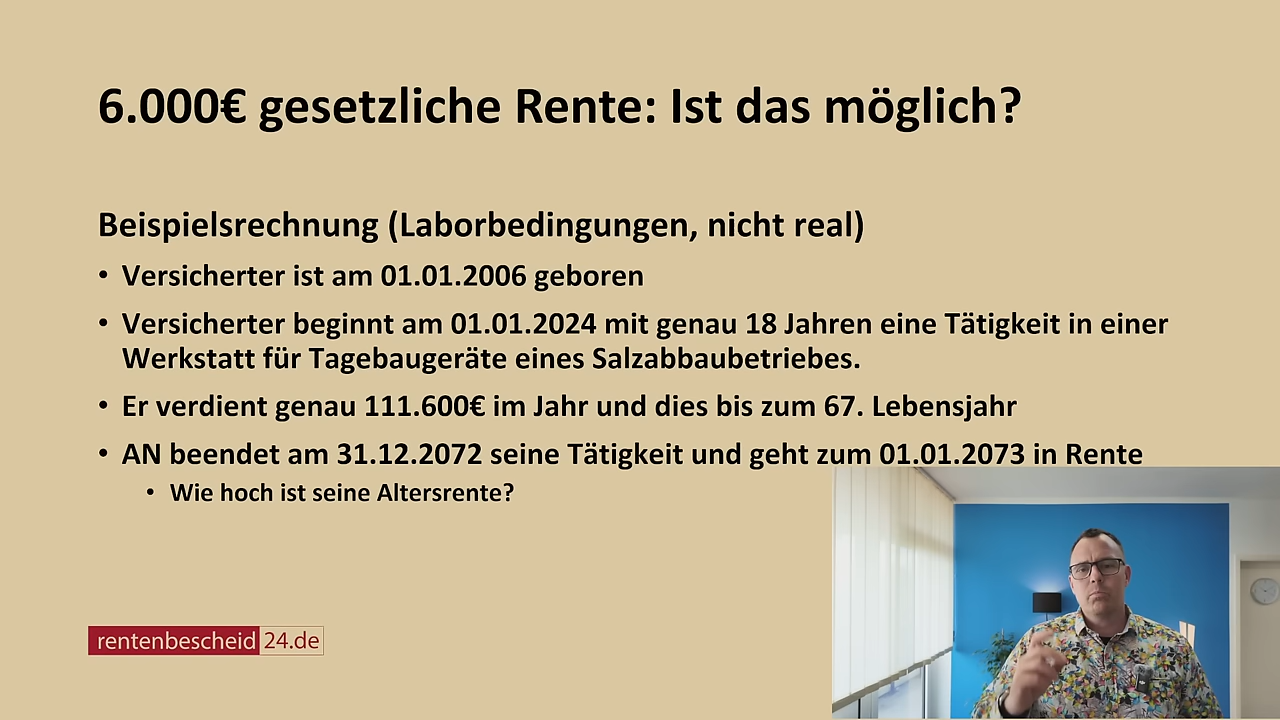 6.000€ gesetzliche Rente: Ist das möglich?
Beispielsrechnung (Laborbedingungen, nicht real)
• Versicherter ist am 01.01.2006 geboren
• Versicherter beginnt am 01.01.2024 mit genau 18 Jahren eine Tätigkeit in einer
Werkstatt für Tagebaugeräte eines Salzabbaubetriebes.
• Er verdient genau 111.600€ im Jahr und dies bis zum 67. Lebensjahr
• AN beendet am 31.12.2072 seine Tätigkeit und geht zum 01.01.2073 in Rente
• Wie hoch ist seine Altersrente?
rentenbescheid 24.de